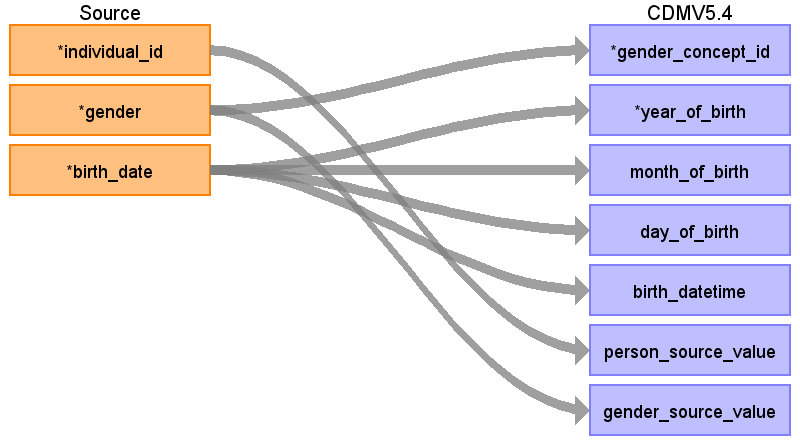 Source
CDMV5.4
*individual_id
*gender_concept_id
*gender
*year_of_birth
*birth_date
month_of_birth
day_of_birth
birth_datetime
person_source_value
gender_source_value